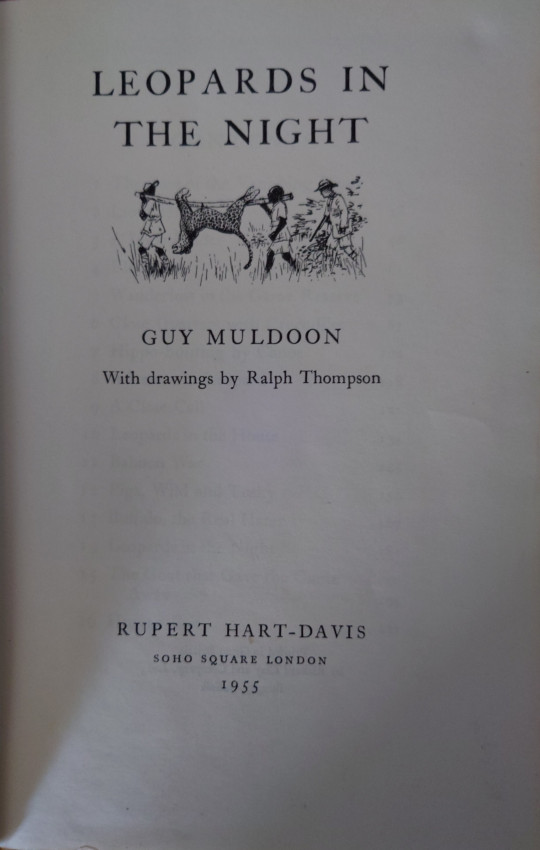 LEOPARDS IN
THE NIGHT
GUY MULDOON
With drawings by Ralph Thompson
RUPERT HART-DAVIS
SOHO SQUARE LONDON
1955